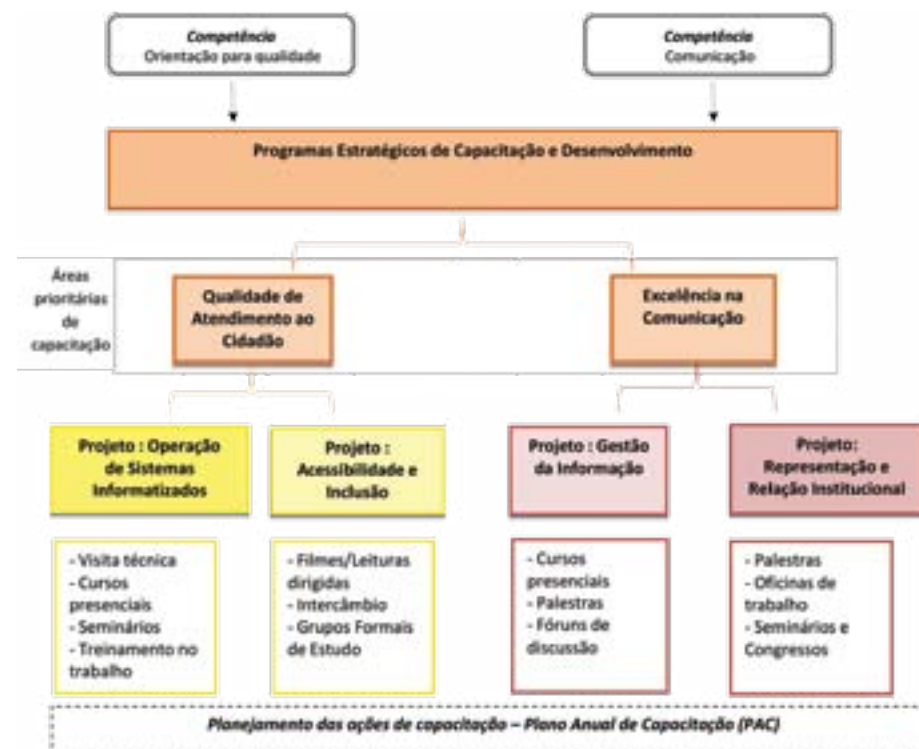 Competência
Orientação para qualidade
Competência
Comunicação
Programas Estratégicos de Capacitação e Desenvolvimento
Áreas
prioritárias
de
capacitação
Qualidade de
Atendimento ao
Cidadão
Excelência na
Comunicação
Projeto : Operação
de Sistemas
Informatizados
Projeto :
Acessibilidade e
Inclusão
Projeto : Gestão
da Informação
Projeto:
Representação e
Relação Institucional
- Visita técnica
- Cursos
presenciais
- Seminários
- Treinamento no
trabalho
- Filmes/Leituras
dirigidas
- Intercâmbio
- Grupos Formais
de Estudo
- Cursos
presenciais
- Palestras
- Fóruns de
discussão
- Palestras
- Oficinas de
trabalho
- Seminários e
Congressos
Planejamento das ações de capacitação – Plano Anual de Capacitação (PAC)